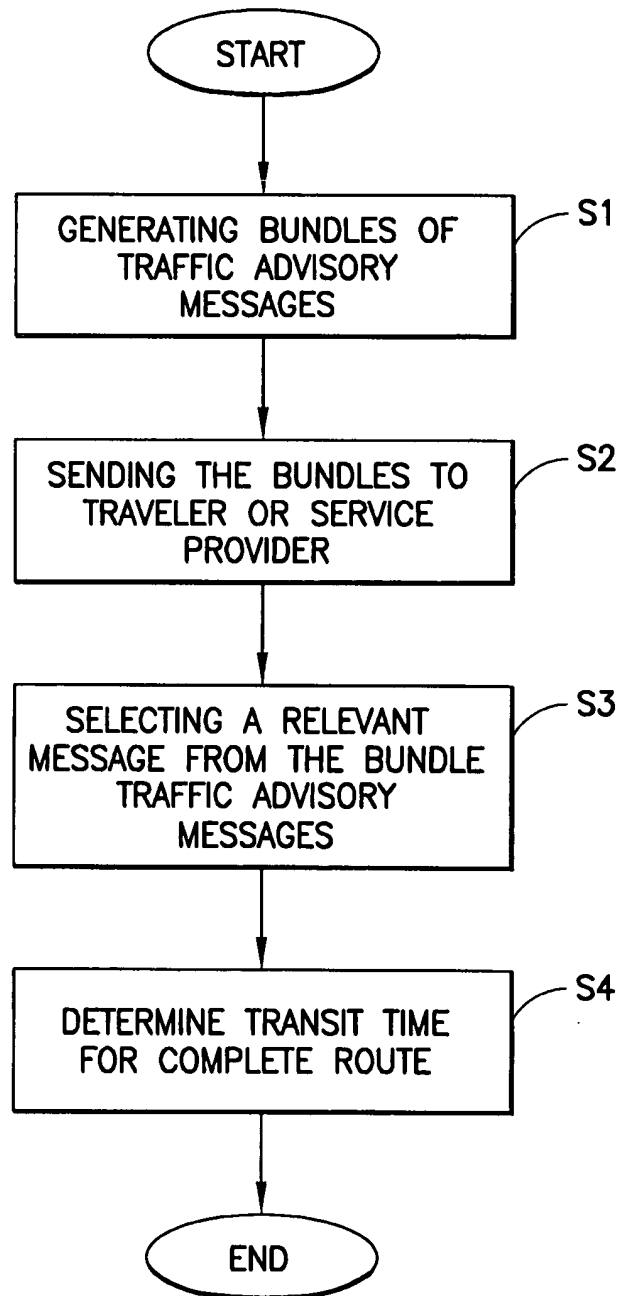 START
GENERATING BUNDLES OF
TRAFFIC ADVISORY
MESSAGES
S1
SENDING THE BUNDLES TO
TRAVELER OR SERVICE
PROVIDER
S2
SELECTING A RELEVANT
MESSAGE FROM THE BUNDLE
TRAFFIC ADVISORY
MESSAGES
S3
DETERMINE TRANSIT TIME
FOR COMPLETE ROUTE
S4
END